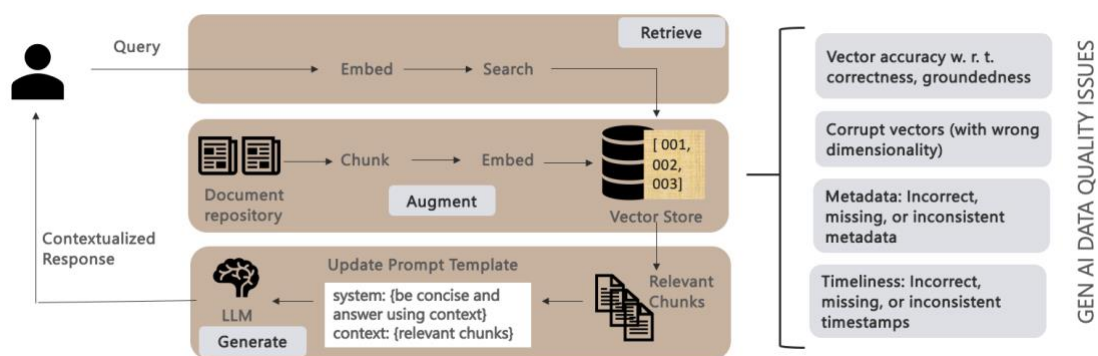 Retrieve
Query
Embed
Search
Document
repository
Chunk
Embed
Augment
[ 001,
002,
003]
Vector Store
Contextualized
Response
Update Prompt Template
system: {be concise and
answer using context}
context: {relevant chunks}
LLM
Generate
Relevant
Chunks
Vector accuracy w. r. t.
correctness, groundedness
Corrupt vectors (with wrong
dimensionality)
Metadata: Incorrect,
missing, or inconsistent
metadata
Timeliness: Incorrect,
missing, or inconsistent
timestamps
GEN AI DATA QUALITY ISSUES